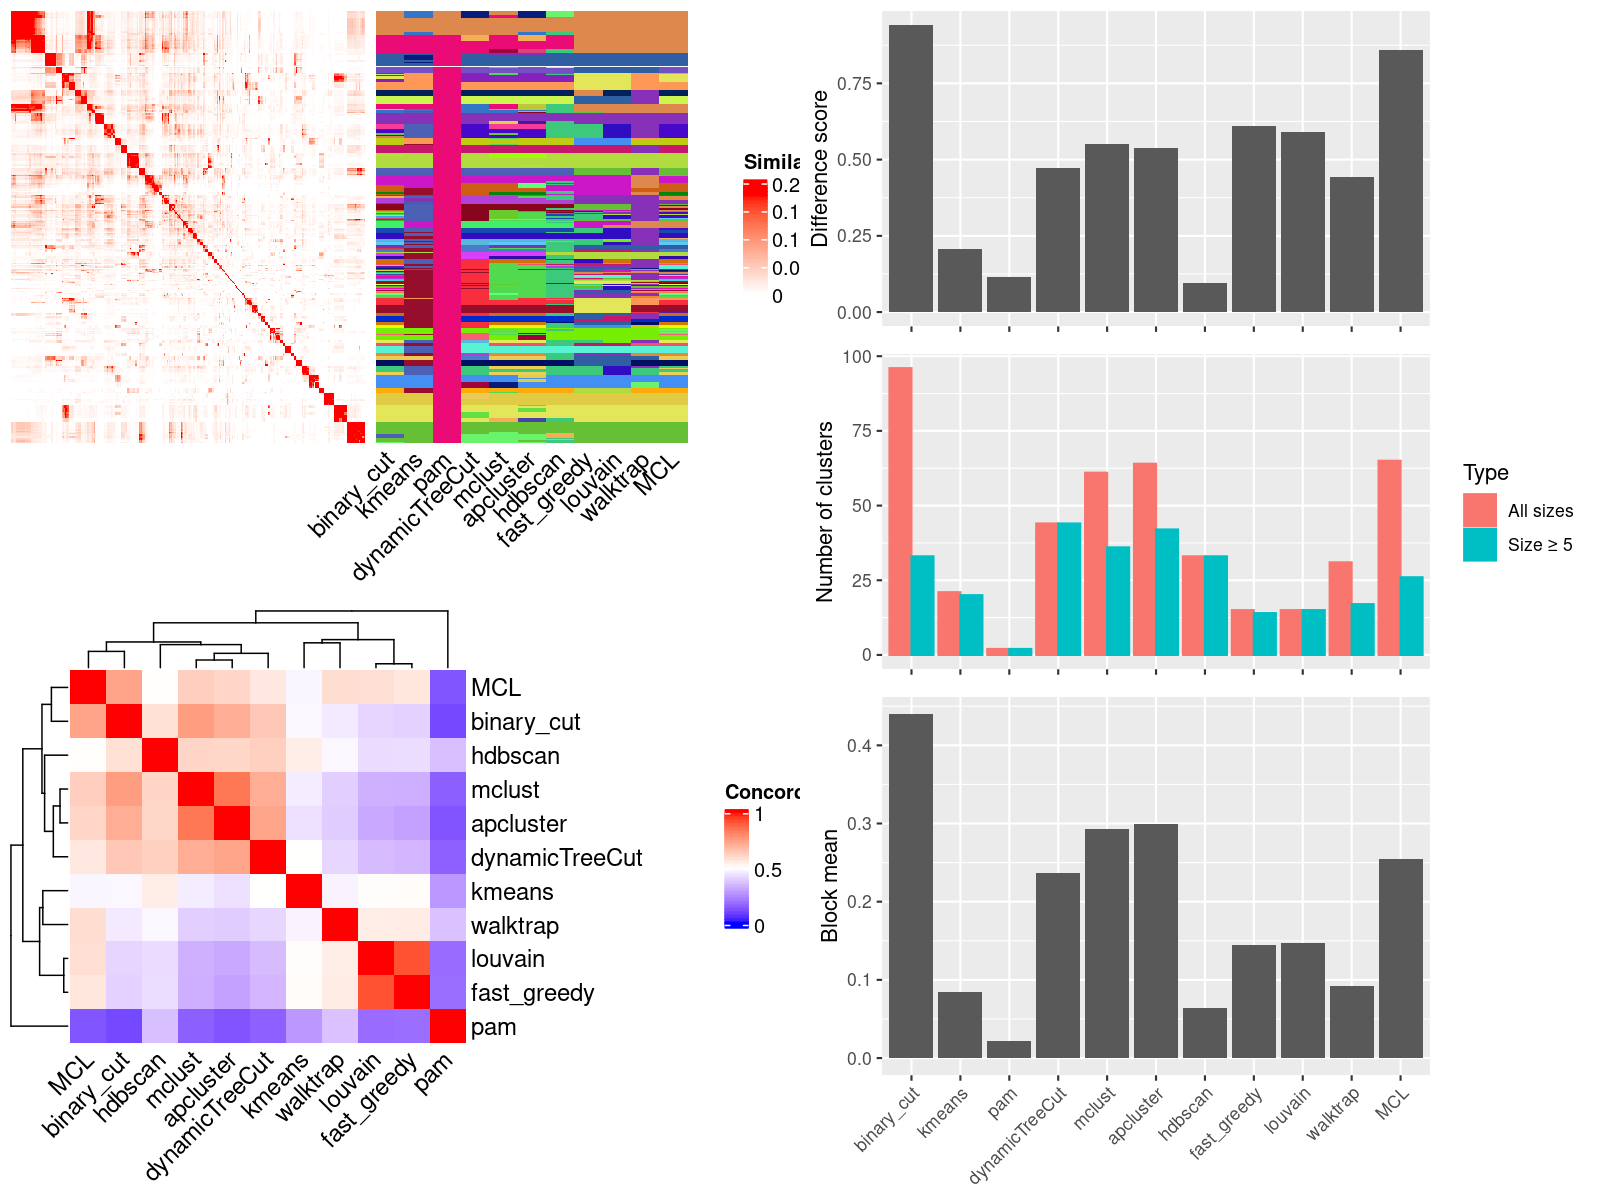 Simila
0.2
0.1
0.1
0.0
0
binary_cut
kmeans
pam
dynamicTreeCut
mclust
apcluster
hdbscan
fast_greedy
louvain
walktrap
MCL
Difference score
0.75
0.50
0.25
0.00
Number of clusters
100
75
50
25
0
Type
All sizes
Size ≥ 5
Block mean
0.4
0.3
0.2
0.1
0.0
binary_cut
kmeans
pam
dynamicTreeCut
mclust
apcluster
hdbscan
fast_greedy
louvain
walktrap
MCL
MCL
binary_cut
hdbscan
mclust
apcluster
dynamicTreeCut
kmeans
walktrap
louvain
fast_greedy
pam
MCL
binary_cut
hdbscan
mclust
apcluster
dynamicTreeCut
kmeans
walktrap
louvain
fast_greedy
pam
Concord
1
0.5
0